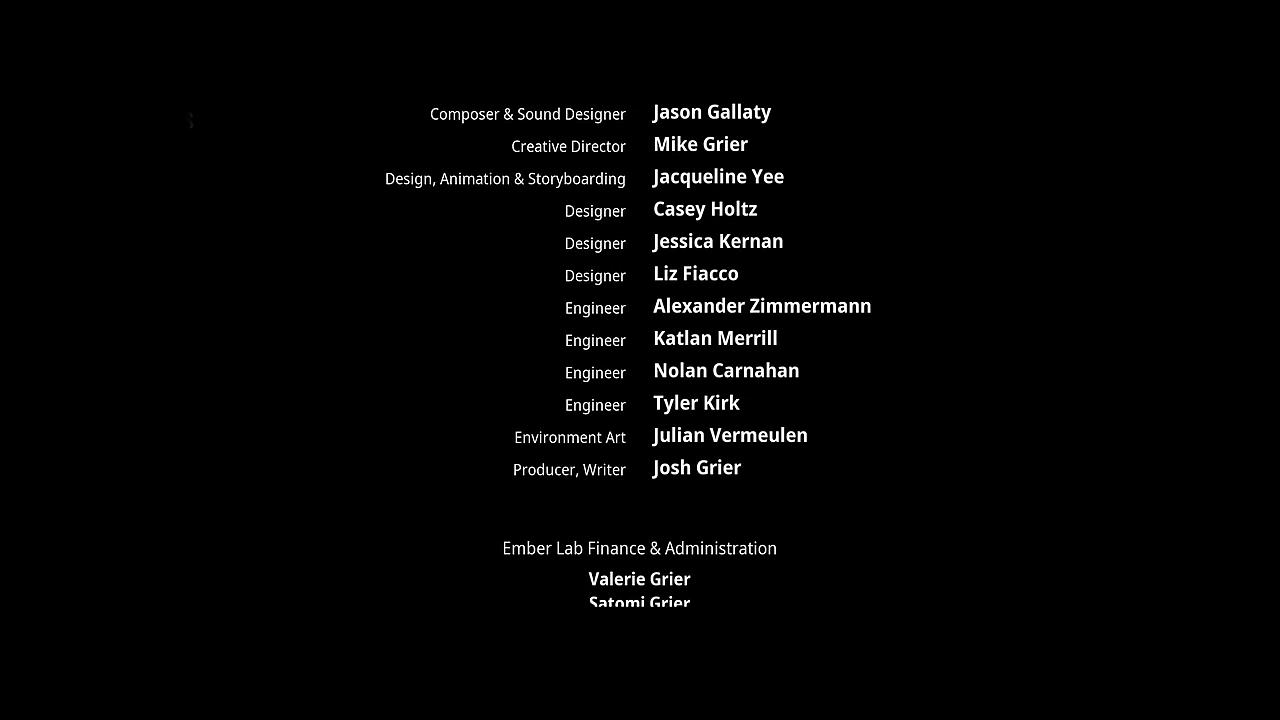 Composer & Sound Designer Jason Gallaty
Creative Director Mike Grier
Design, Animation & Storyboarding Jacqueline Yee
Designer Casey Holtz
Designer Jessica Kernan
Designer Liz Fiacco
Engineer Alexander Zimmermann
Engineer Katlan Merrill
Engineer Nolan Carnahan
Engineer Tyler Kirk
Environment Art Julian Vermeulen
Producer, Writer Josh Grier
Ember Lab Finance & Administration
Valerie Grier
Satomi Grier